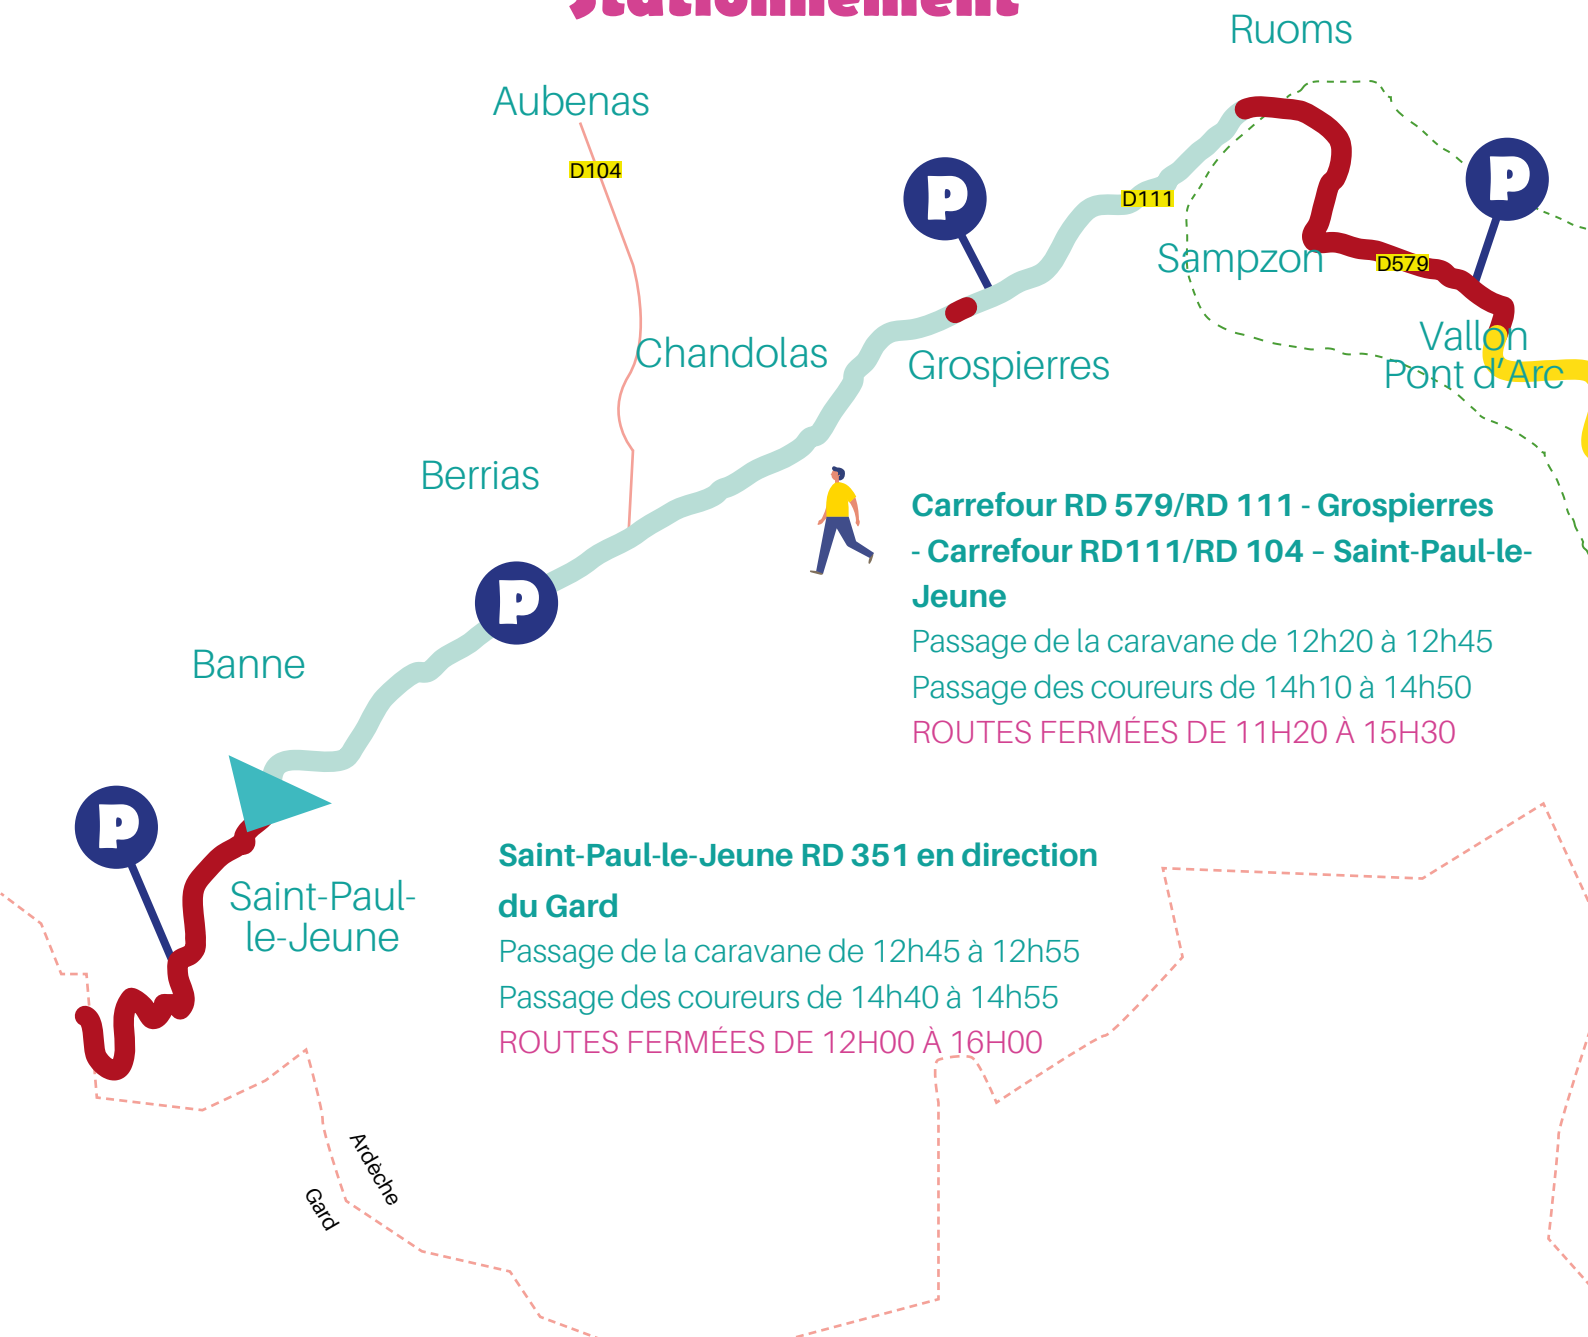 Stationnement
Ruoms
Aubenas
D104
P
P
D111
Sampzon
D579
Vallon
Pont d'Arc
Chandolas
Grospierres
Berrias
P
Banne
Carrefour RD 579/RD 111 - Grospierres
- Carrefour RD111/RD 104 – Saint-Paul-le-
Jeune
Passage de la caravane de 12h20 à 12h45
Passage des coureurs de 14h10 à 14h50
ROUTES FERMÉES DE 11H20 À 15H30
P
Saint-Paul-
le-Jeune
Saint-Paul-le-Jeune RD 351 en direction
du Gard
Passage de la caravane de 12h45 à 12h55
Passage des coureurs de 14h40 à 14h55
ROUTES FERMÉES DE 12H00 À 16H00
Ardèche
Gard